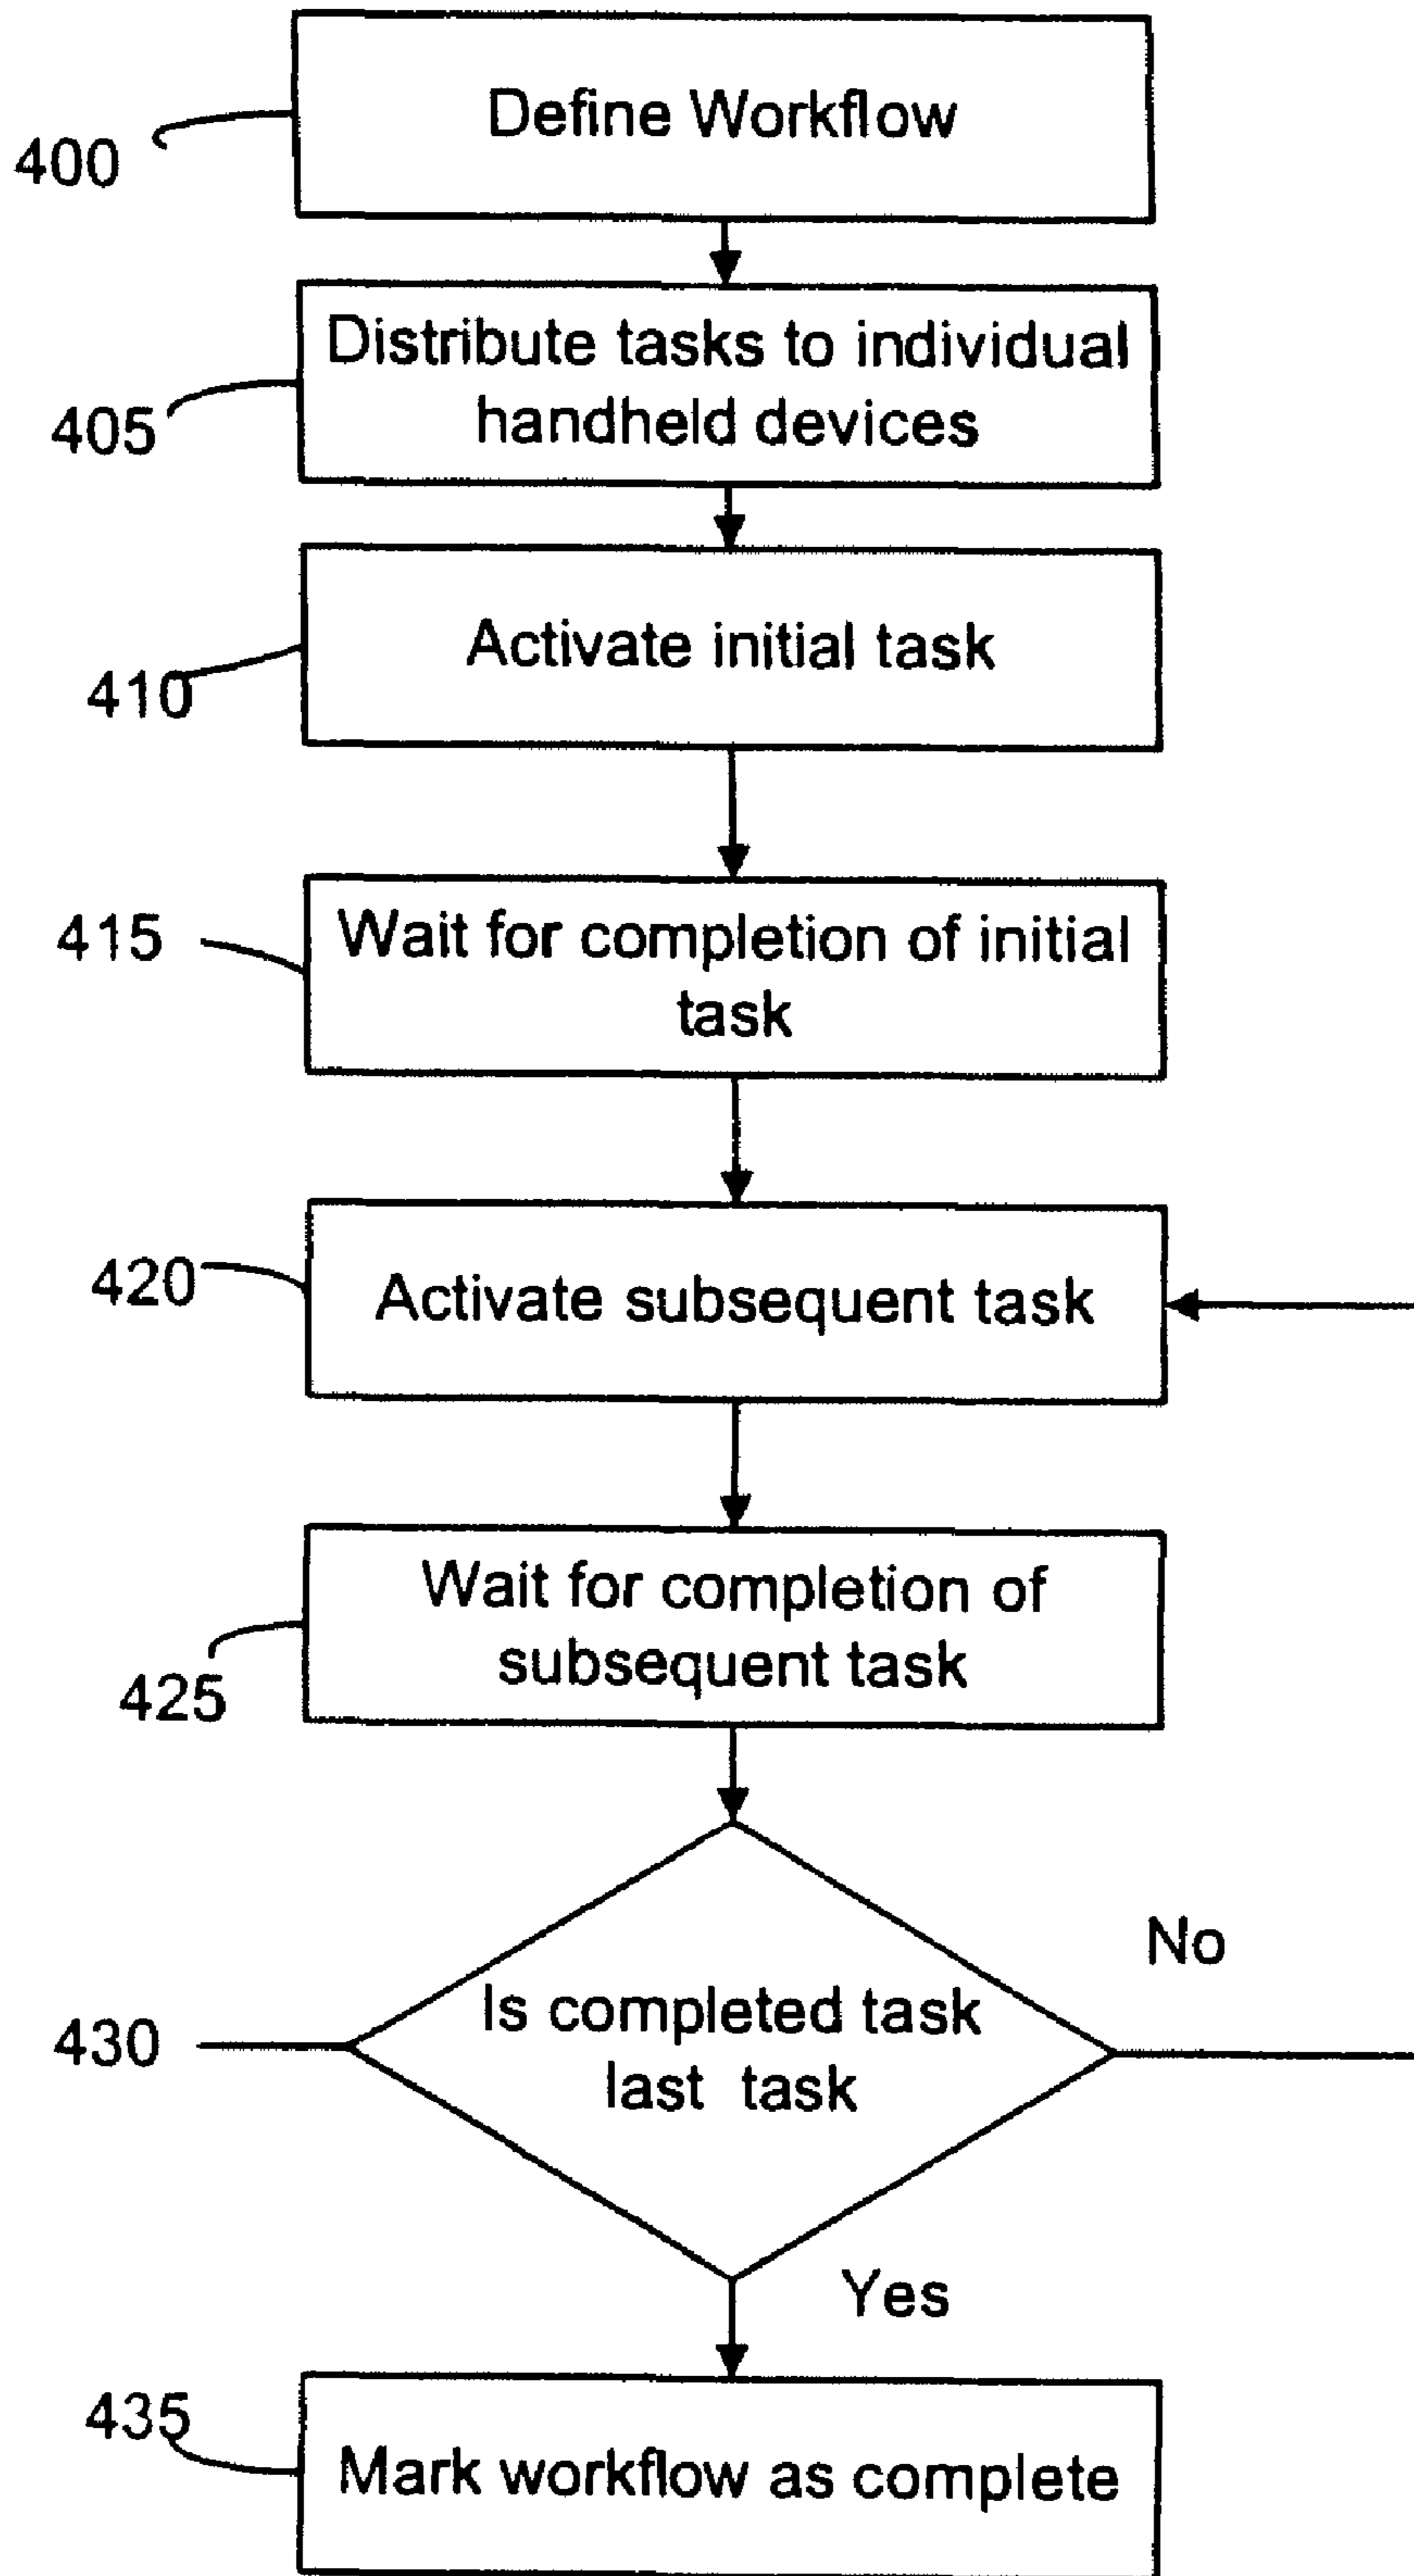 Define Workflow
400
Distribute tasks to individual
handheld devices
405
Activate initial task
410
415
Wait for completion of initial
task
420
Activate subsequent task
Wait for completion of
subsequent task
425
No
Is completed task
last task
430
Yes
435
Mark workflow as complete